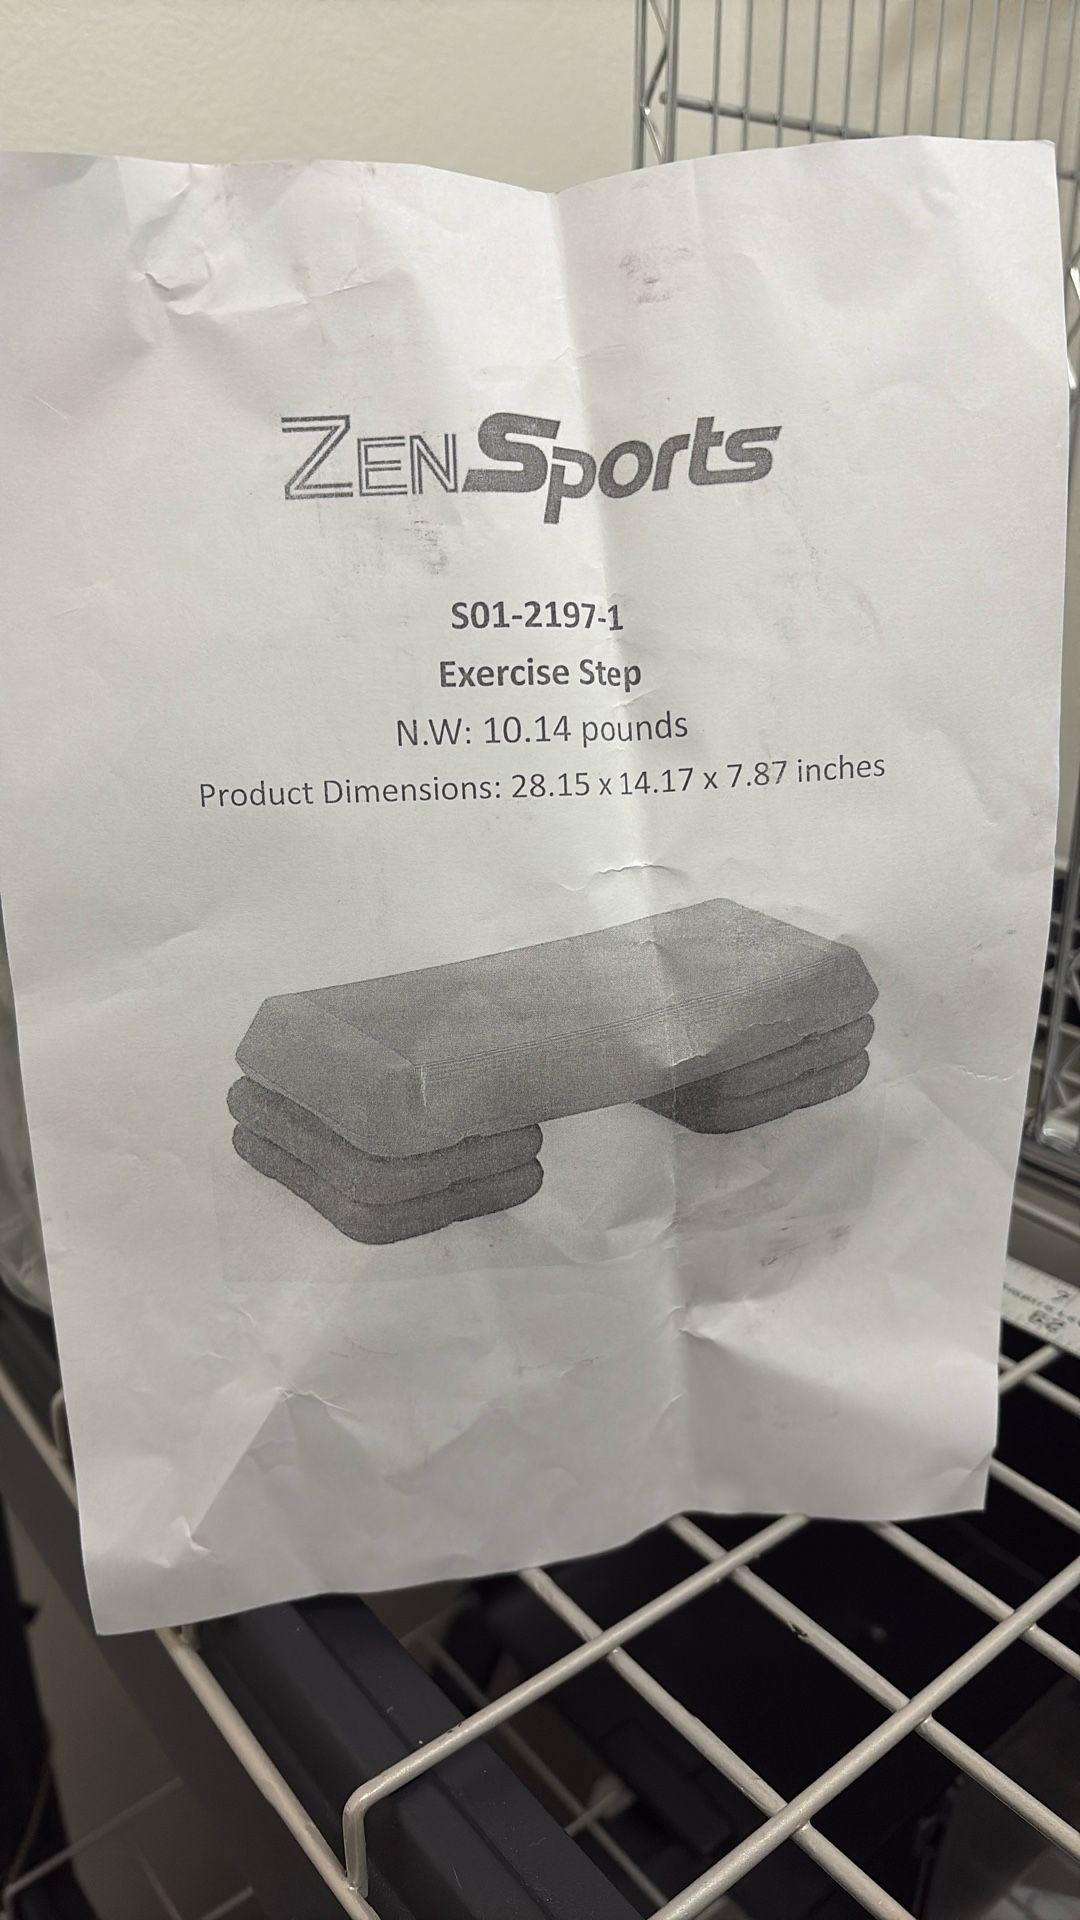 ZENSports
S01-2197-1
Exercise Step
N.W: 10.14 pounds
Product Dimensions: 28.15 x 14.17 x 7.87 inches